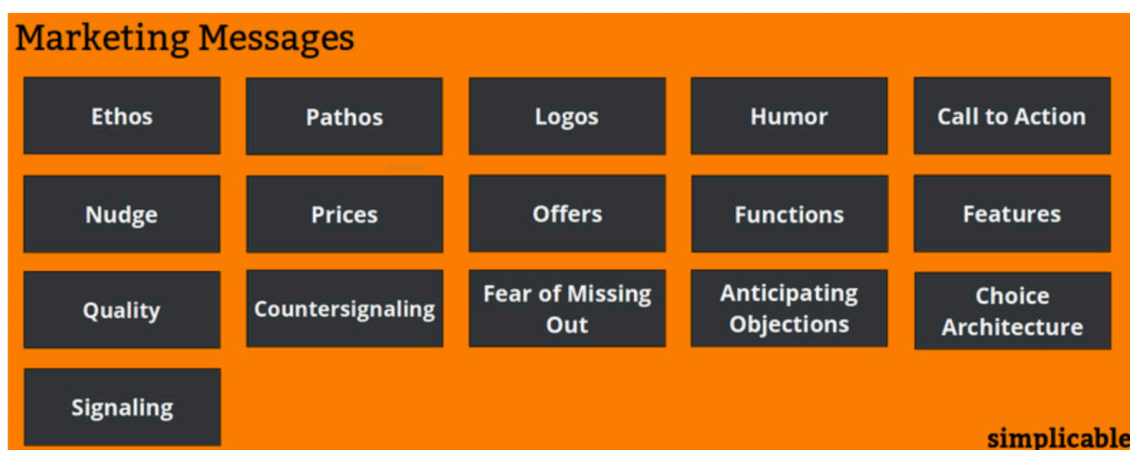 Marketing Messages
Ethos
Pathos
Logos
Humor
Call to Action
Nudge
Prices
Offers
Functions
Features
Quality
Countersignaling
Fear of Missing
Out
Anticipating
Objections
Choice
Architecture
Signaling
simplicable